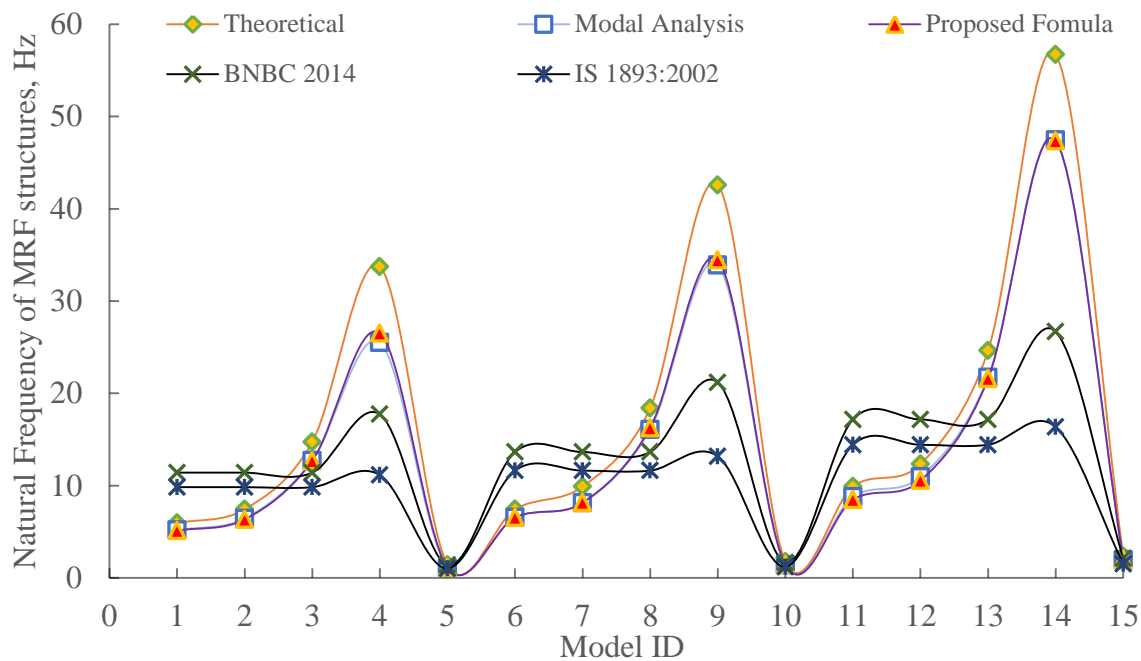 Natural Frequency of MRF structures, Hz
60
50
40
30
20
10
0
Theoretical
Modal Analysis
Proposed Fomula
BNBC 2014
IS 1893:2002
0 1 2 3 4 5 6 7 8 9 10 11 12 13 14 15
Model ID